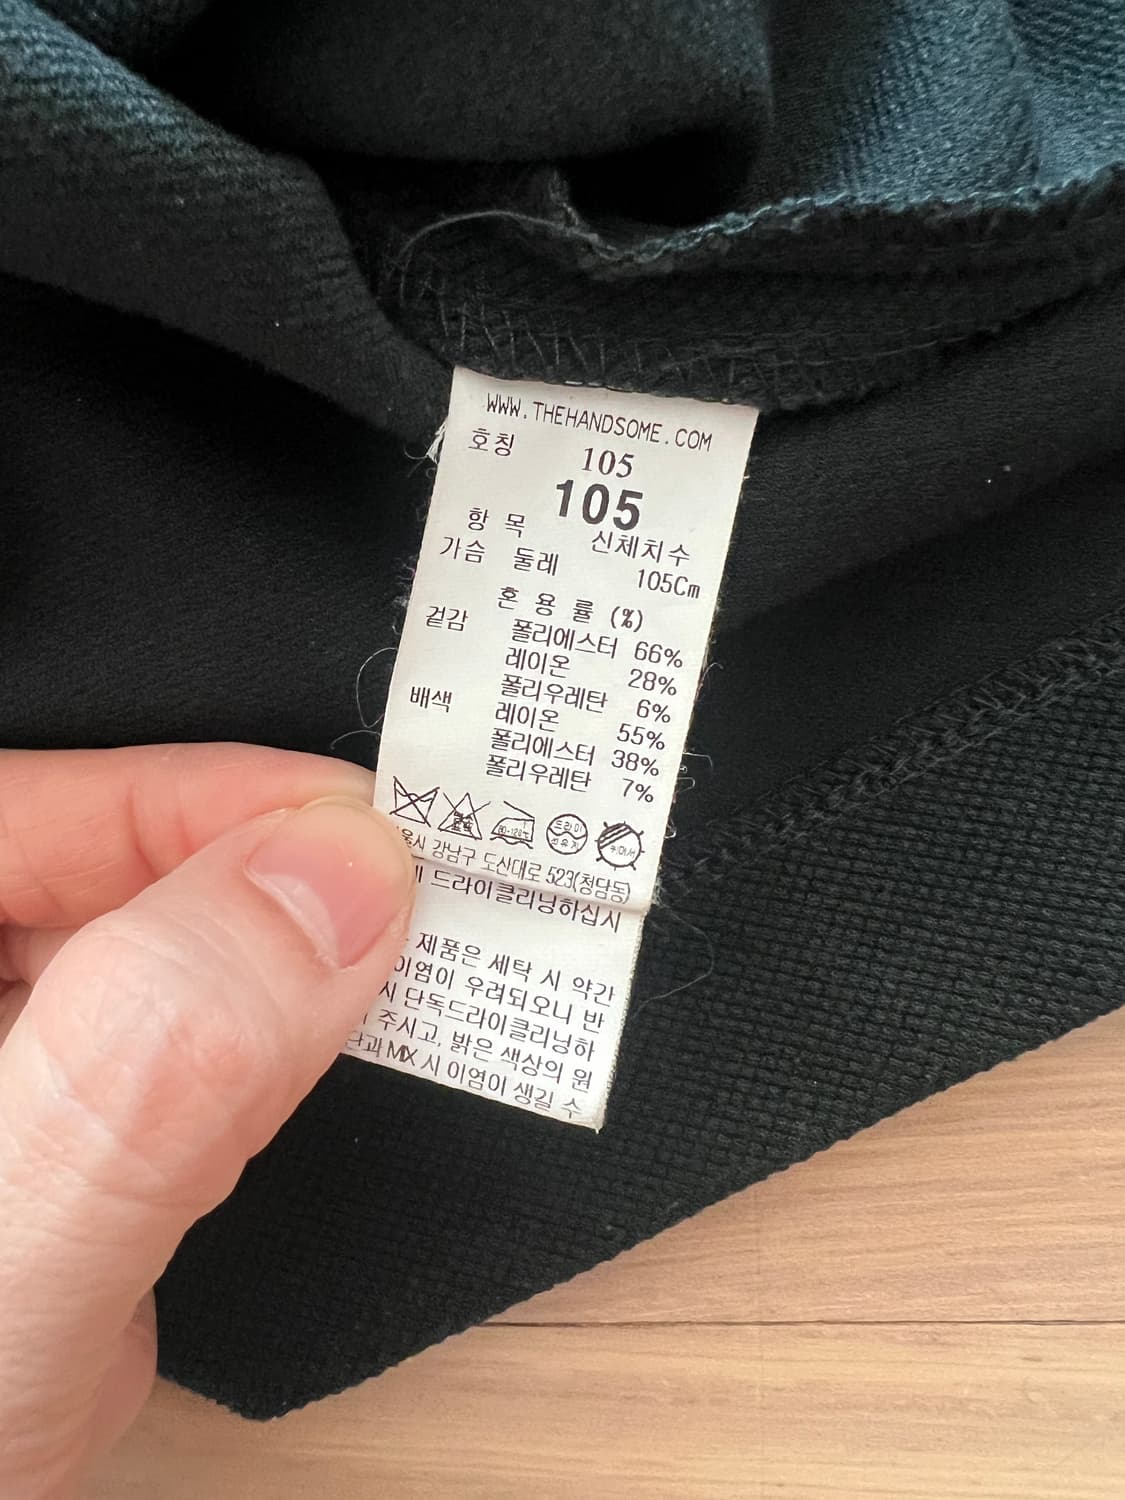 WWW.THEHANDSOME.COM
호칭 105
105
항 목 신체치수
가슴 둘레 105Cm
혼 용 률 (%)
겉감 폴리에스터 66%
레이온 28%
폴리우레탄 6%
배색 레이온 55%
폴리에스터 38%
폴리우레탄 7%
80-120℃ 드라이
강남구 도산대로 523(청담동)
드라이클리닝하십시
제품은 세탁 시 약간
이염이 우려되오니 반
시 단독드라이클리닝하
주시고, 밝은 색상의 원
MIX 시 이염이 생길 수